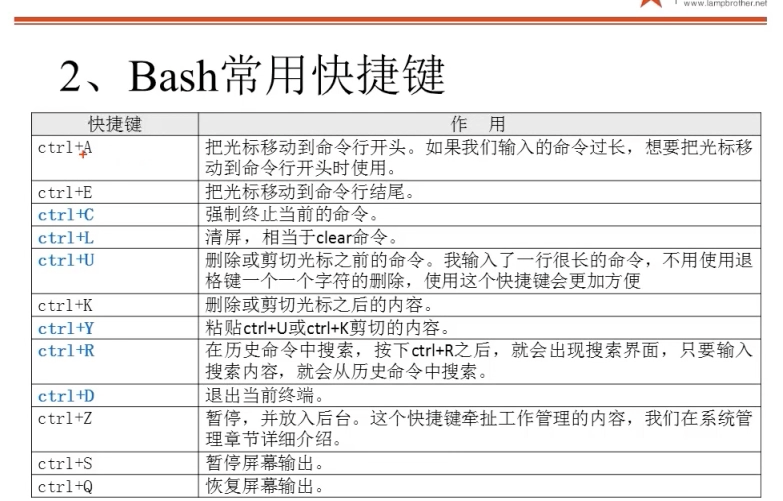 www.lampbrother.net
2、Bash常用快捷键
快捷键 作 用
ctrl+A 把光标移动到命令行开头。如果我们输入的命令过长，想要把光标移
动到命令行开头时使用。
ctrl+E 把光标移动到命令行结尾。
ctrl+C 强制终止当前的命令。
ctrl+L 清屏，相当于clear命令。
ctrl+U 删除或剪切光标之前的命令。我输入了一行很长的命令，不用使用退
格键一个一个字符的删除，使用这个快捷键会更加方便
ctrl+K 删除或剪切光标之后的内容。
ctrl+Y 粘贴ctrl+U或ctrl+K剪切的内容。
ctrl+R 在历史命令中搜索，按下ctrl+R之后，就会出现搜索界面，只要输入
搜索内容，就会从历史命令中搜索。
ctrl+D 退出当前终端。
ctrl+Z 暂停，并放入后台。这个快捷键牵扯工作管理的内容，我们在系统管
理章节详细介绍。
ctrl+S 暂停屏幕输出。
ctrl+Q 恢复屏幕输出。